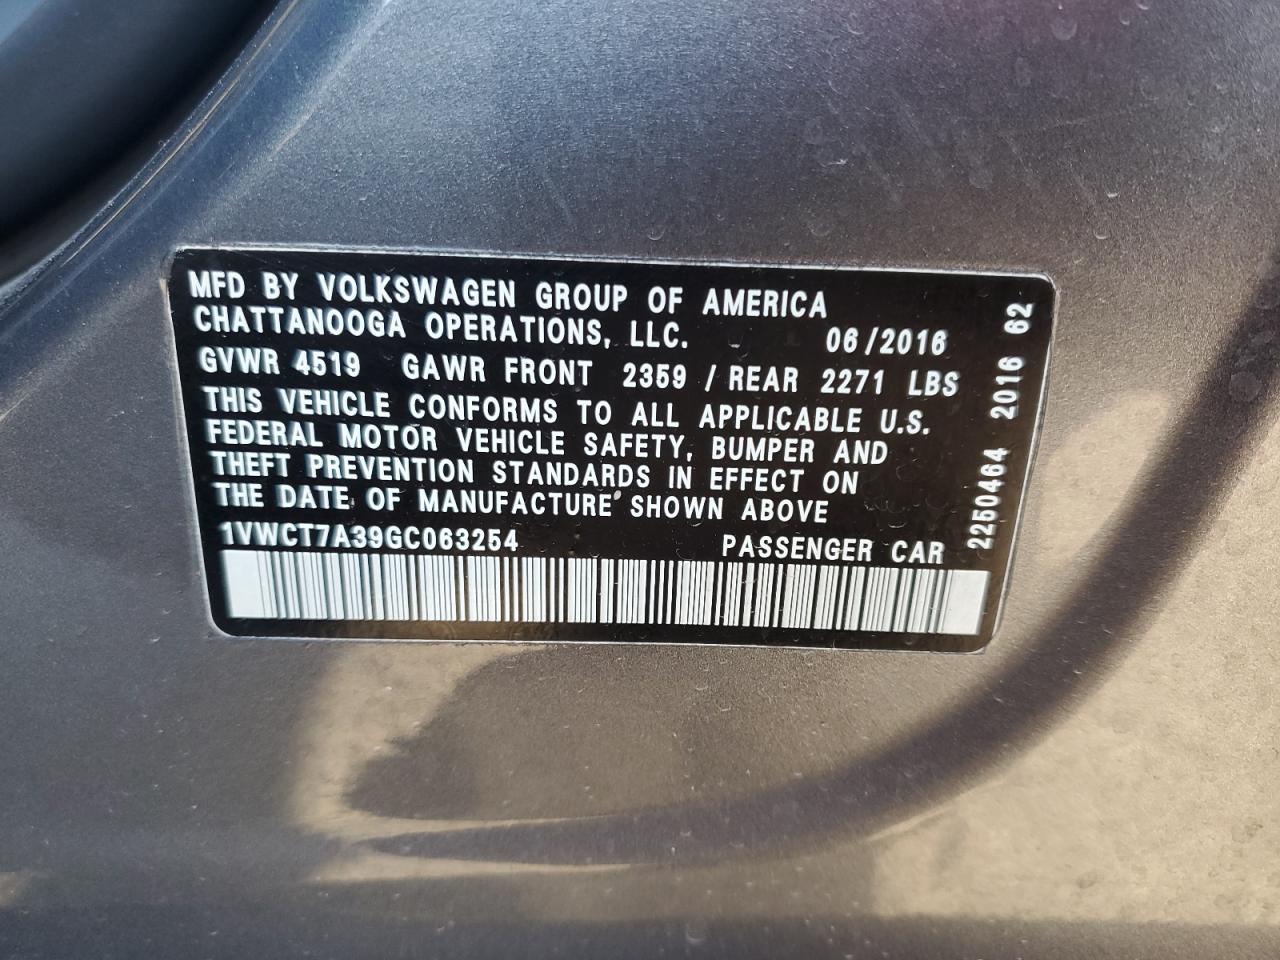 MFD BY VOLKSWAGEN GROUP OF AMERICA
CHATTANOOGA OPERATIONS, LLC. 06/2016
GVWR 4519 GAWR FRONT 2359 / REAR 2271 LBS
THIS VEHICLE CONFORMS TO ALL APPLICABLE U.S.
FEDERAL MOTOR VEHICLE SAFETY, BUMPER AND
THEFT PREVENTION STANDARDS IN EFFECT ON
THE DATE OF MANUFACTURE SHOWN ABOVE
1VWCT7A39GC063254 PASSENGER CAR
2250464 2016 62